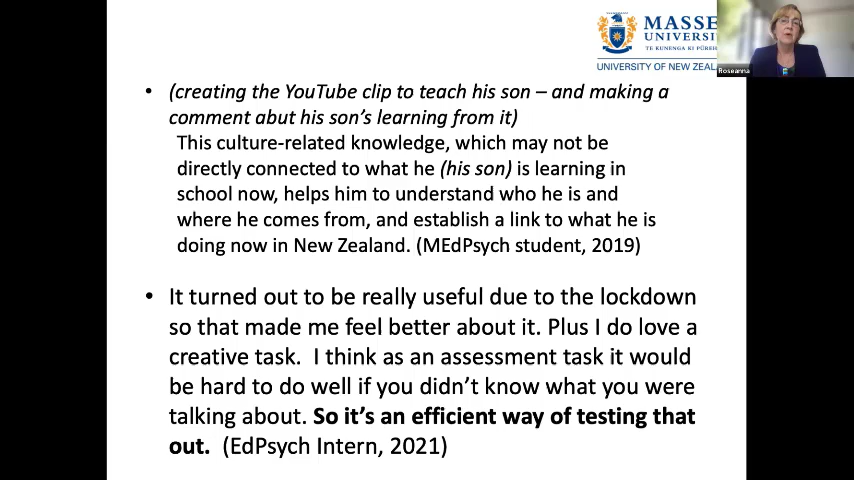 MASSE
UNIVERSI
TE KUNENGA KI PŪREH
UNIVERSITY OF NEW ZEALA
Roseanna
• (creating the YouTube clip to teach his son – and making a
comment abut his son’s learning from it)
This culture-related knowledge, which may not be
directly connected to what he (his son) is learning in
school now, helps him to understand who he is and
where he comes from, and establish a link to what he is
doing now in New Zealand. (MEdPsych student, 2019)
• It turned out to be really useful due to the lockdown
so that made me feel better about it. Plus I do love a
creative task.  I think as an assessment task it would
be hard to do well if you didn’t know what you were
talking about. So it’s an efficient way of testing that
out.  (EdPsych Intern, 2021)